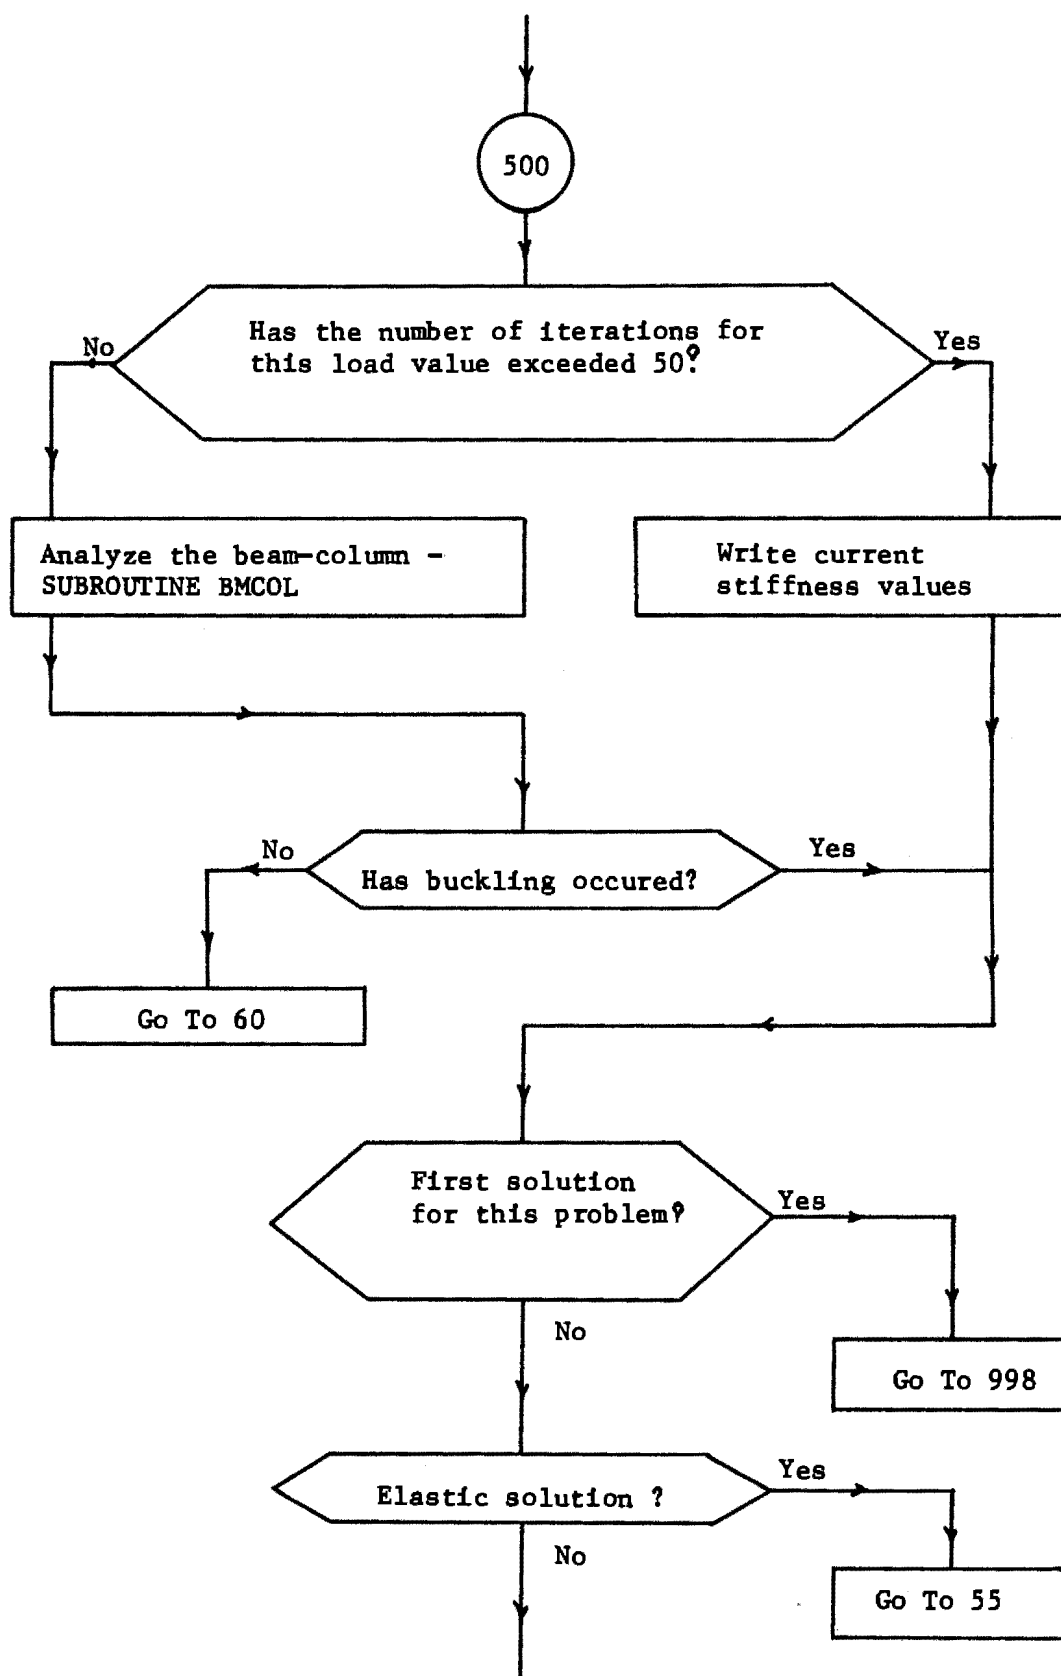 500
Has the number of iterations for
this load value exceeded 50?
No
Yes
Analyze the beam-column -
SUBROUTINE BMCOL
Write current
stiffness values
No
Yes
Has buckling occured?
Go To 60
First solution
for this problem?
Yes
No
Go To 998
Elastic solution ?
Yes
No
Go To 55